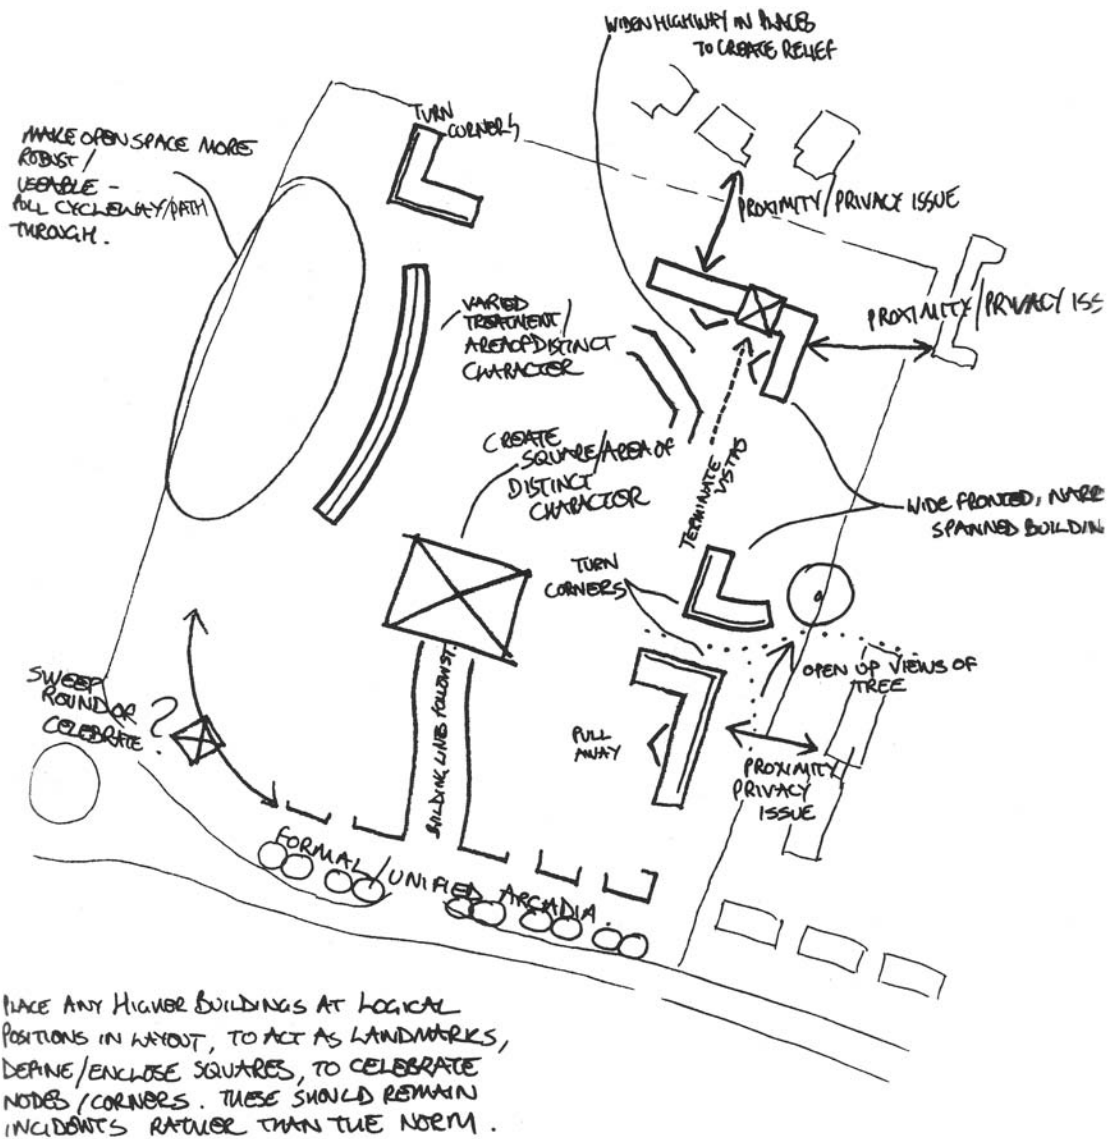 WIDEN HIGHWAY IN PLACES
TO CREATE RELIEF
TURN
CORNERS
MAKE OPEN SPACE MORE
ROBUST /
USEABLE -
PULL CYCLEWAY/PATH
THROUGH.
PROXIMITY/PRIVACY ISSUE
PROXIMITY/PRIVACY ISS
VARIED
TREATMENT/
AREA OF DISTINCT
CHARACTER
CREATE
SQUARE/AREA OF
DISTINCT
CHARACTOR
TERMINATE
VISTAS
WIDE FRONTED, NARR
SPANNED BUILDIN
TURN
CORNERS
OPEN UP VIEWS OF
TREE
SWEEP
ROUND OR
CELEBRATE ?
BUILDING LINES FOLLOW ST.
PULL
AWAY
PROXIMITY
PRIVACY
ISSUE
FORMAL/UNIFIED ARCADIA.
PLACE ANY HIGHER BUILDINGS AT LOGICAL
POSITIONS IN LAYOUT, TO ACT AS LANDMARKS,
DEFINE/ENCLOSE SQUARES, TO CELEBRATE
NODES/CORNERS. THESE SHOULD REMAIN
INCIDENTS RATHER THAN THE NORM.